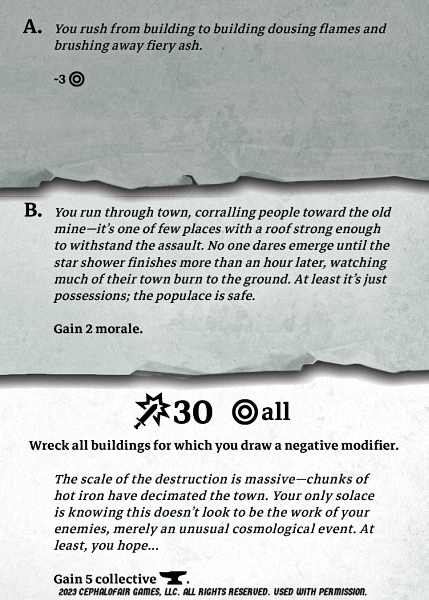 A. You rush from building to building dousing flames and
brushing away fiery ash.
-3
B. You run through town, corralling people toward the old
mine—it's one of few places with a roof strong enough
to withstand the assault. No one dares emerge until the
star shower finishes more than an hour later, watching
much of their town burn to the ground. At least it's just
possessions; the populace is safe.
Gain 2 morale.
30 all
Wreck all buildings for which you draw a negative modifier.
The scale of the destruction is massive—chunks of
hot iron have decimated the town. Your only solace
is knowing this doesn't look to be the work of your
enemies, merely an unusual cosmological event. At
least, you hope...
Gain 5 collective .
2023 CEPHALOFAIR GAMES, LLC. ALL RIGHTS RESERVED. USED WITH PERMISSION.